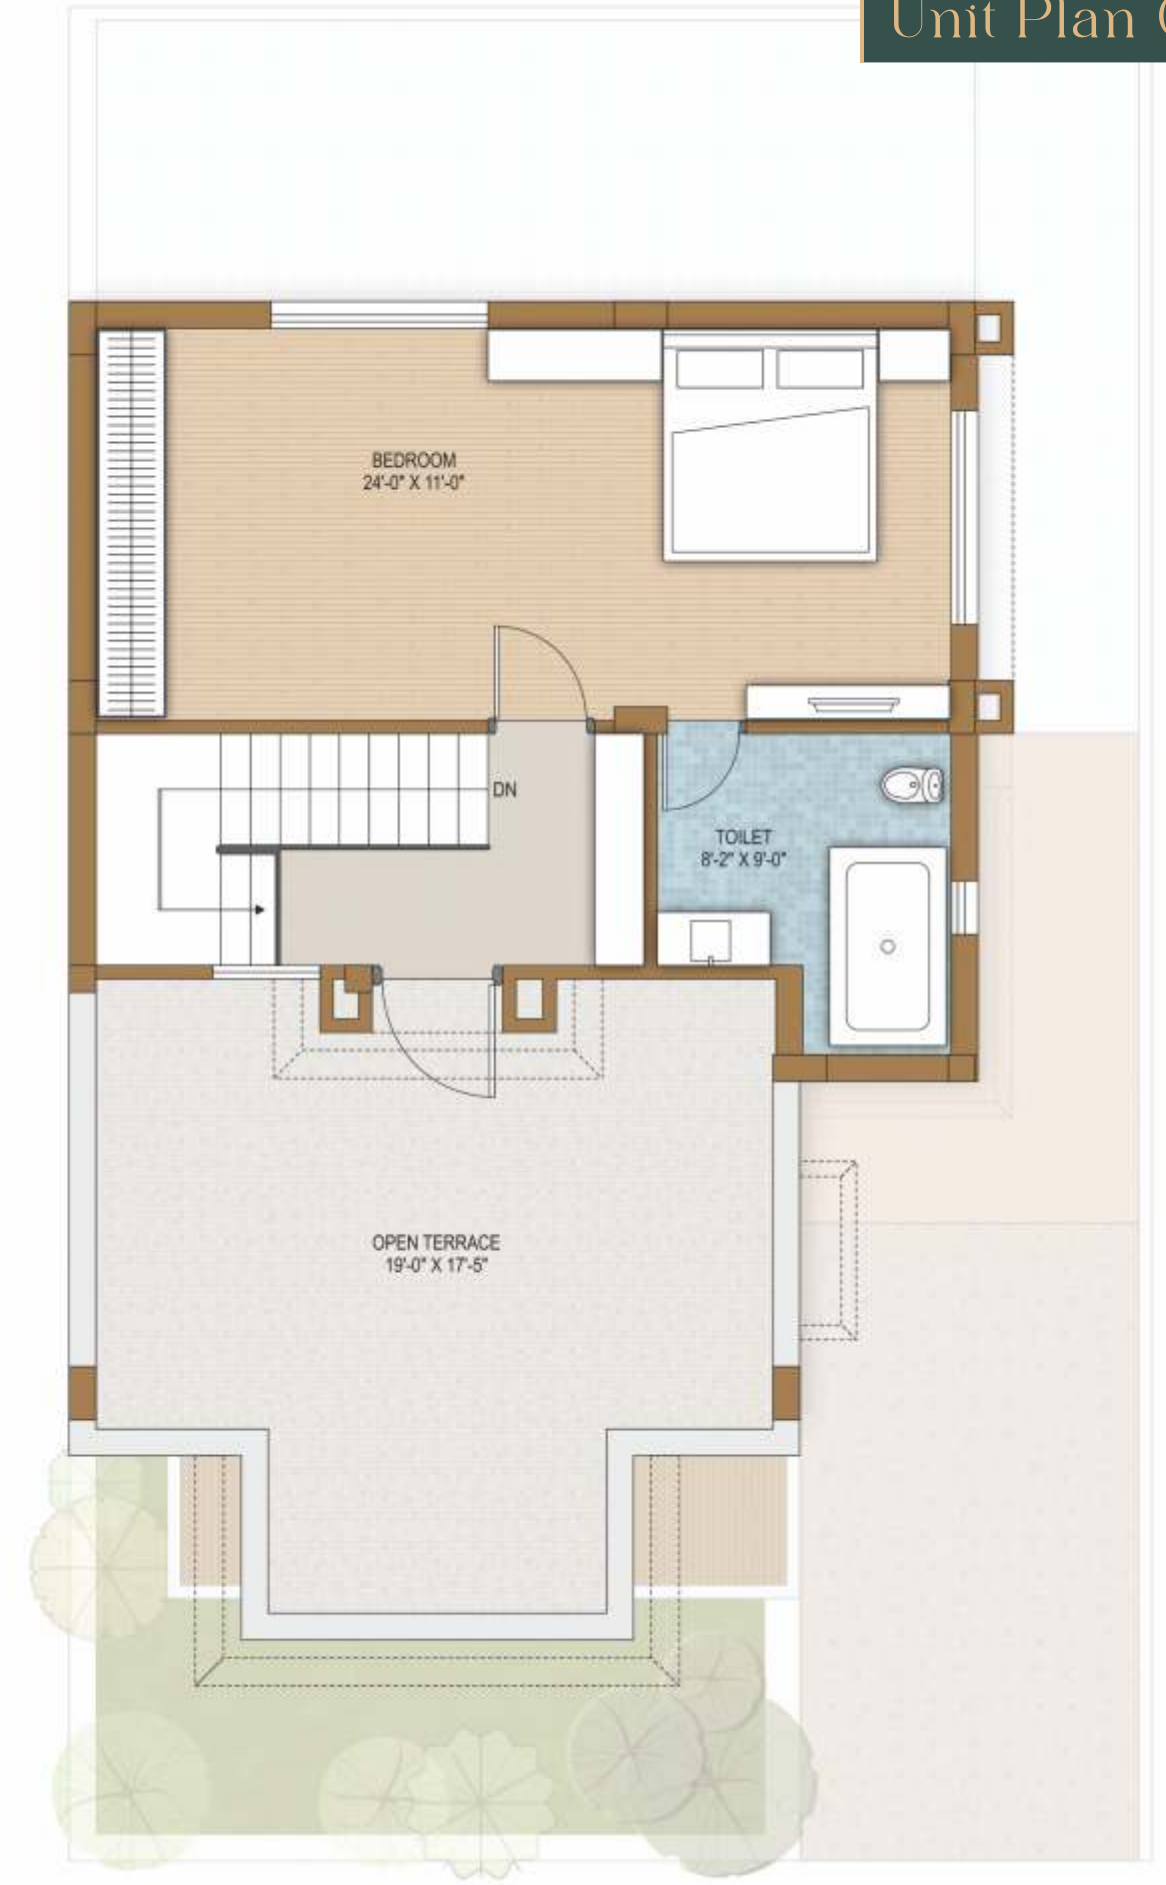 Unit Plan
BEDROOM
24'-0" X 11'-0"
DN
TOILET
8'-2" X 9'-0"
OPEN TERRACE
19'-0" X 17'-5"